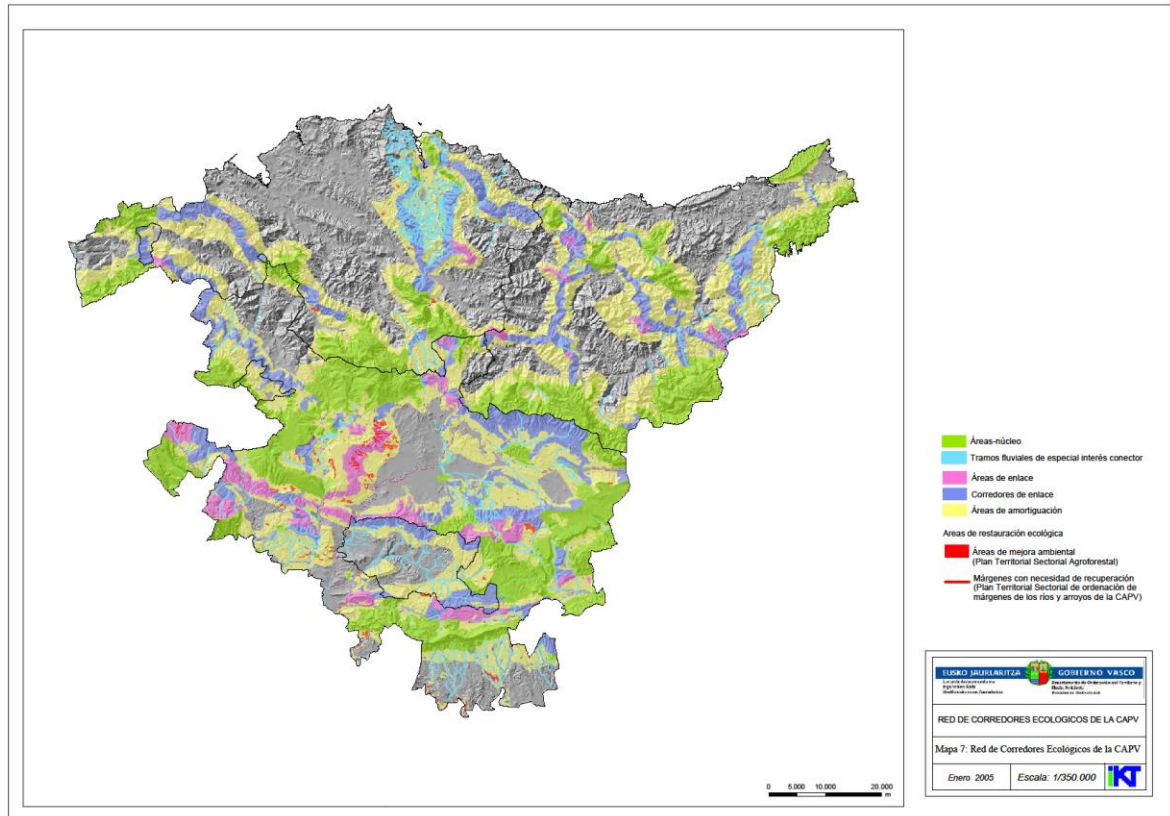 Áreas-núcleo
Tramos fluviales de especial interés conector
Áreas de enlace
Corredores de enlace
Áreas de amortiguación
Areas de restauración ecológica
Áreas de mejora ambiental
(Plan Territorial Sectorial Agroforestal)
Márgenes con necesidad de recuperación
(Plan Territorial Sectorial de ordenación de
márgenes de los ríos y arroyos de la CAPV)
EUSKO JAURLARITZA GOBIERNO VASCO
RED DE CORREDORES ECOLOGICOS DE LA CAPV
Mapa 7: Red de Corredores Ecológicos de la CAPV
Enero 2005 Escala: 1/350.000 iKT
0 5.000 10.000 20.000
m